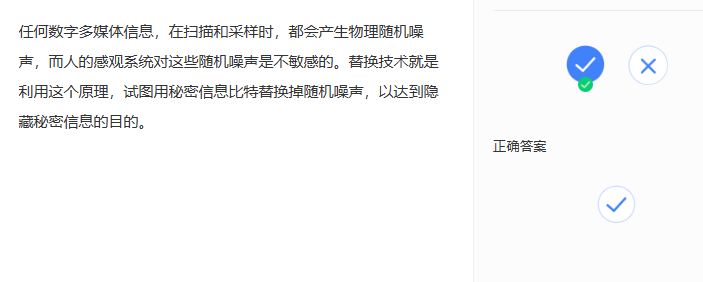 任何数字多媒体信息，在扫描和采样时，都会产生物理随机噪
声，而人的感观系统对这些随机噪声是不敏感的。替换技术就是
利用这个原理，试图用秘密信息比特替换掉随机噪声，以达到隐
藏秘密信息的目的。
正确答案